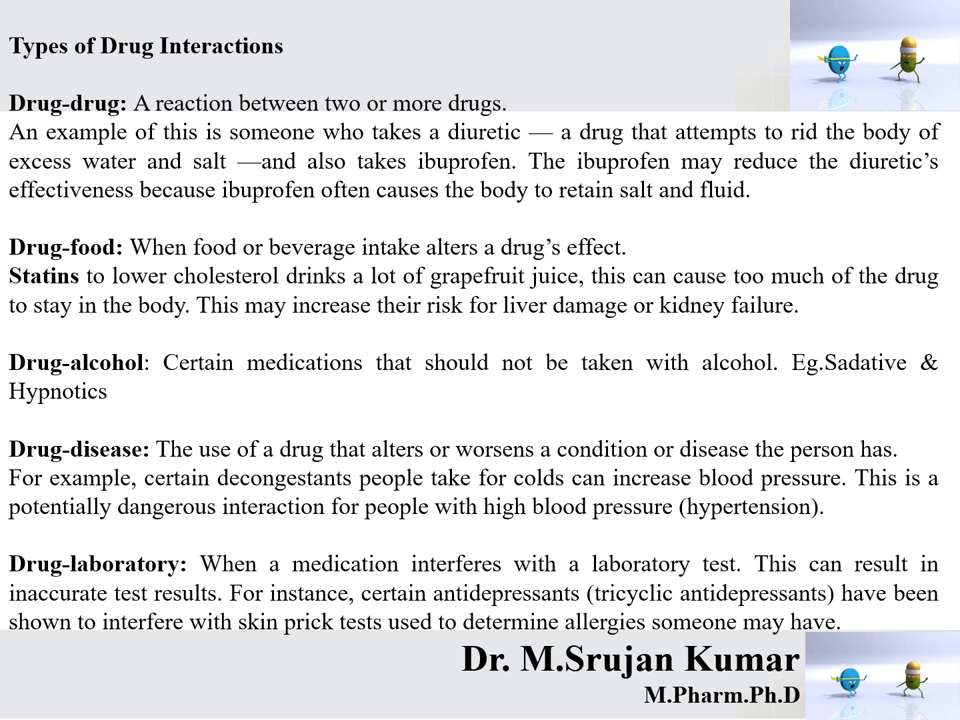 Types of Drug Interactions
Drug-drug: A reaction between two or more drugs.
An example of this is someone who takes a diuretic — a drug that attempts to rid the body of
excess water and salt —and also takes ibuprofen. The ibuprofen may reduce the diuretic’s
effectiveness because ibuprofen often causes the body to retain salt and fluid.
Drug-food: When food or beverage intake alters a drug’s effect.
Statins to lower cholesterol drinks a lot of grapefruit juice, this can cause too much of the drug
to stay in the body. This may increase their risk for liver damage or kidney failure.
Drug-alcohol: Certain medications that should not be taken with alcohol. Eg.Sadative &
Hypnotics
Drug-disease: The use of a drug that alters or worsens a condition or disease the person has.
For example, certain decongestants people take for colds can increase blood pressure. This is a
potentially dangerous interaction for people with high blood pressure (hypertension).
Drug-laboratory: When a medication interferes with a laboratory test. This can result in
inaccurate test results. For instance, certain antidepressants (tricyclic antidepressants) have been
shown to interfere with skin prick tests used to determine allergies someone may have.
Dr. M.Srujan Kumar
M.Pharm.Ph.D